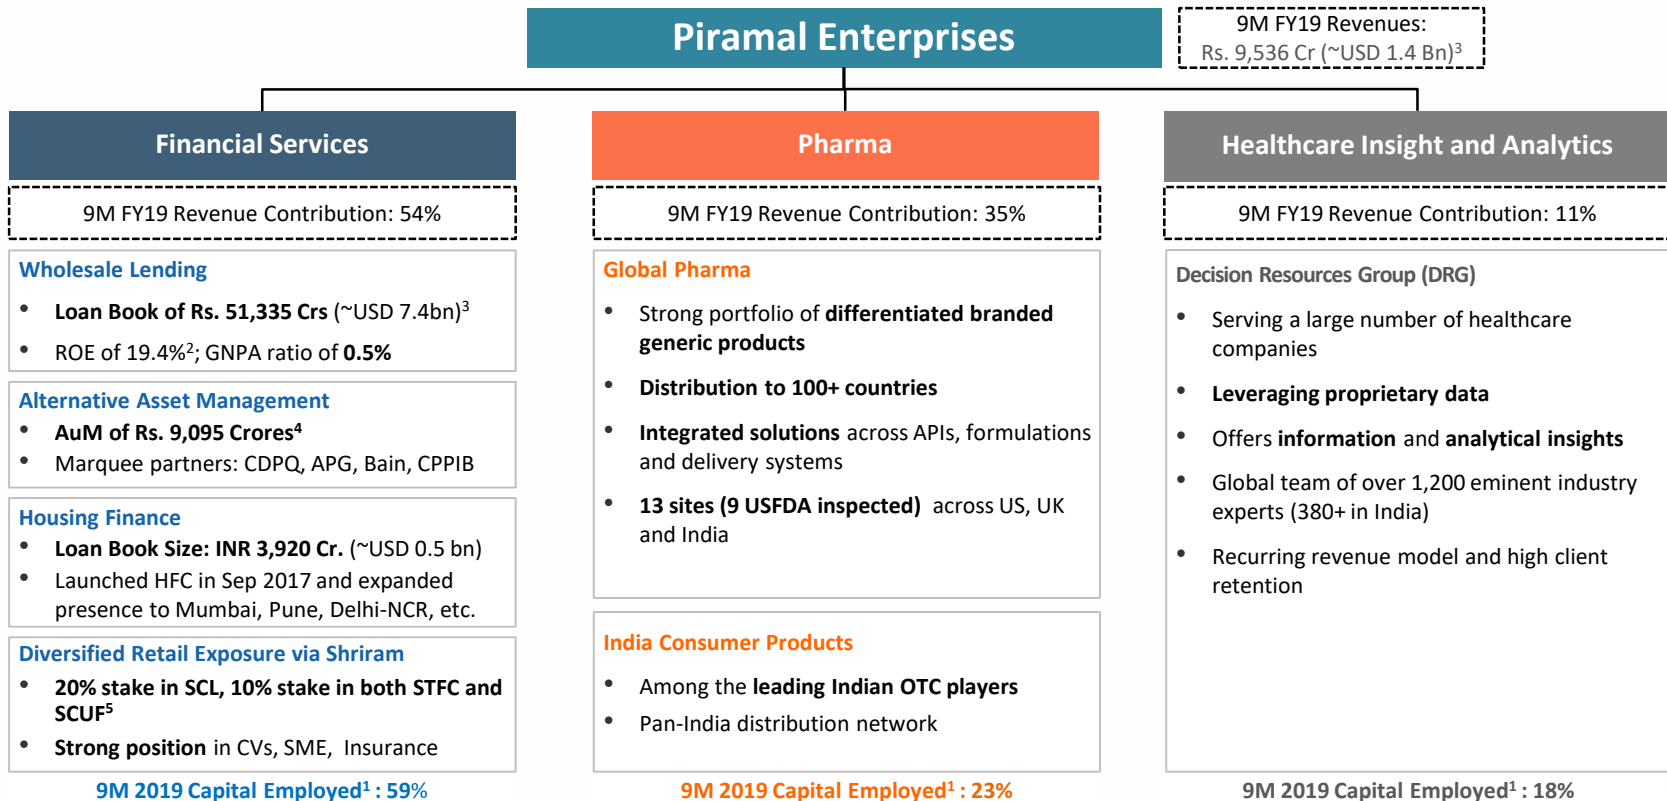 Piramal Enterprises
9M FY19 Revenues:
Rs. 9,536 Cr (~USD 1.4 Bn)³
Financial Services
9M FY19 Revenue Contribution: 54%
Wholesale Lending
• Loan Book of Rs. 51,335 Crs (~USD 7.4bn)³
• ROE of 19.4%²; GNPA ratio of 0.5%
Alternative Asset Management
• AuM of Rs. 9,095 Crores⁴
• Marquee partners: CDPQ, APG, Bain, CPPIB
Housing Finance
• Loan Book Size: INR 3,920 Cr. (~USD 0.5 bn)
• Launched HFC in Sep 2017 and expanded
presence to Mumbai, Pune, Delhi-NCR, etc.
Diversified Retail Exposure via Shriram
• 20% stake in SCL, 10% stake in both STFC and
SCUF⁵
• Strong position in CVs, SME, Insurance
9M 2019 Capital Employed¹ : 59%
Pharma
9M FY19 Revenue Contribution: 35%
Global Pharma
• Strong portfolio of differentiated branded
generic products
• Distribution to 100+ countries
• Integrated solutions across APIs, formulations
and delivery systems
• 13 sites (9 USFDA inspected) across US, UK
and India
India Consumer Products
• Among the leading Indian OTC players
• Pan-India distribution network
9M 2019 Capital Employed¹ : 23%
Healthcare Insight and Analytics
9M FY19 Revenue Contribution: 11%
Decision Resources Group (DRG)
• Serving a large number of healthcare
companies
• Leveraging proprietary data
• Offers information and analytical insights
• Global team of over 1,200 eminent industry
experts (380+ in India)
• Recurring revenue model and high client
retention
9M 2019 Capital Employed¹ : 18%